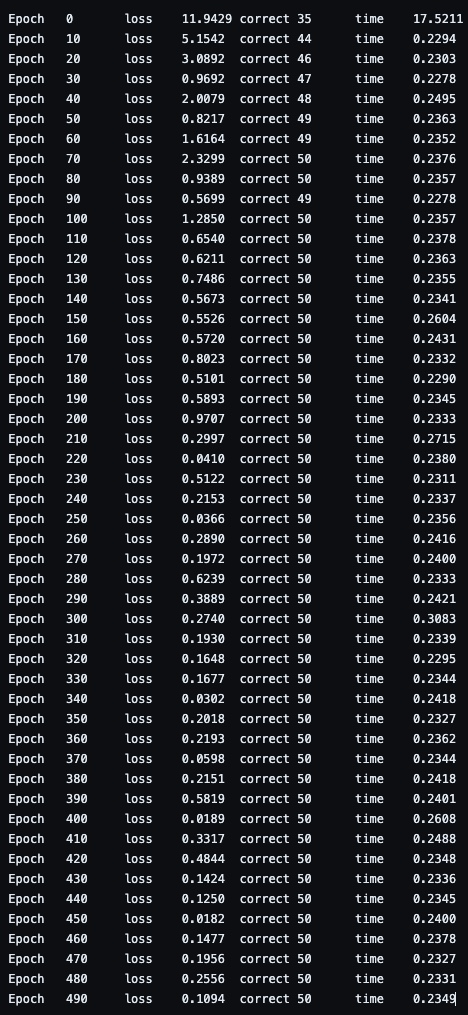 Epoch 0 loss 11.9429 correct 35 time 17.5211
Epoch 10 loss 5.1542 correct 44 time 0.2294
Epoch 20 loss 3.0892 correct 46 time 0.2303
Epoch 30 loss 0.9692 correct 47 time 0.2278
Epoch 40 loss 2.0079 correct 48 time 0.2495
Epoch 50 loss 0.8217 correct 49 time 0.2363
Epoch 60 loss 1.6164 correct 49 time 0.2352
Epoch 70 loss 2.3299 correct 50 time 0.2376
Epoch 80 loss 0.9389 correct 50 time 0.2357
Epoch 90 loss 0.5699 correct 49 time 0.2278
Epoch 100 loss 1.2850 correct 50 time 0.2357
Epoch 110 loss 0.6540 correct 50 time 0.2378
Epoch 120 loss 0.6211 correct 50 time 0.2363
Epoch 130 loss 0.7486 correct 50 time 0.2355
Epoch 140 loss 0.5673 correct 50 time 0.2341
Epoch 150 loss 0.5526 correct 50 time 0.2604
Epoch 160 loss 0.5720 correct 50 time 0.2431
Epoch 170 loss 0.8023 correct 50 time 0.2332
Epoch 180 loss 0.5101 correct 50 time 0.2290
Epoch 190 loss 0.5893 correct 50 time 0.2345
Epoch 200 loss 0.9707 correct 50 time 0.2333
Epoch 210 loss 0.2997 correct 50 time 0.2715
Epoch 220 loss 0.0410 correct 50 time 0.2380
Epoch 230 loss 0.5122 correct 50 time 0.2311
Epoch 240 loss 0.2153 correct 50 time 0.2337
Epoch 250 loss 0.0366 correct 50 time 0.2356
Epoch 260 loss 0.2890 correct 50 time 0.2416
Epoch 270 loss 0.1972 correct 50 time 0.2400
Epoch 280 loss 0.6239 correct 50 time 0.2333
Epoch 290 loss 0.3889 correct 50 time 0.2421
Epoch 300 loss 0.2740 correct 50 time 0.3083
Epoch 310 loss 0.1930 correct 50 time 0.2339
Epoch 320 loss 0.1648 correct 50 time 0.2295
Epoch 330 loss 0.1677 correct 50 time 0.2344
Epoch 340 loss 0.0302 correct 50 time 0.2418
Epoch 350 loss 0.2018 correct 50 time 0.2327
Epoch 360 loss 0.2193 correct 50 time 0.2362
Epoch 370 loss 0.0598 correct 50 time 0.2344
Epoch 380 loss 0.2151 correct 50 time 0.2418
Epoch 390 loss 0.5819 correct 50 time 0.2401
Epoch 400 loss 0.0189 correct 50 time 0.2608
Epoch 410 loss 0.3317 correct 50 time 0.2488
Epoch 420 loss 0.4844 correct 50 time 0.2348
Epoch 430 loss 0.1424 correct 50 time 0.2336
Epoch 440 loss 0.1250 correct 50 time 0.2345
Epoch 450 loss 0.0182 correct 50 time 0.2400
Epoch 460 loss 0.1477 correct 50 time 0.2378
Epoch 470 loss 0.1956 correct 50 time 0.2327
Epoch 480 loss 0.2556 correct 50 time 0.2331
Epoch 490 loss 0.1094 correct 50 time 0.2349